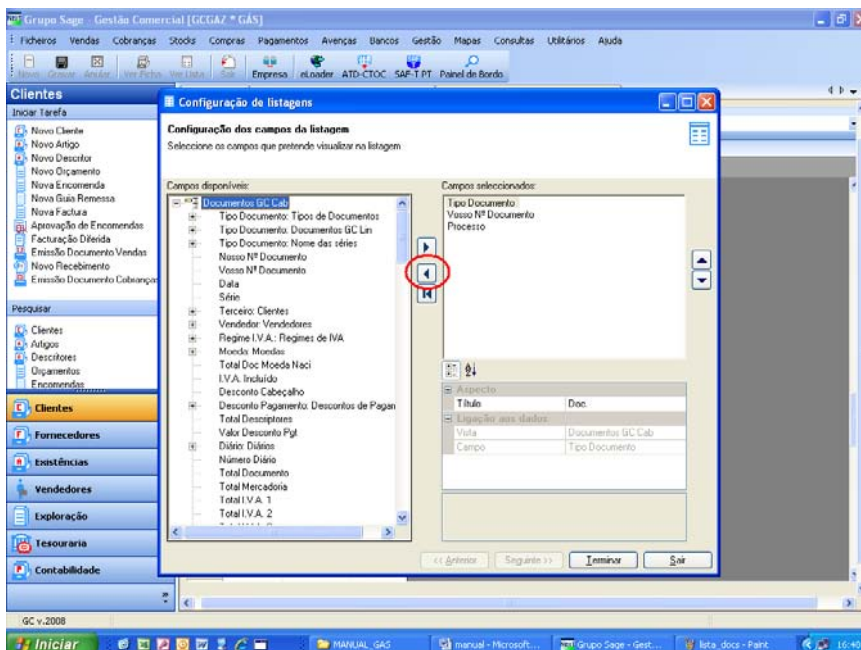 Grupo Sage - Gestão Comercial [GCGAZ * GÁS]
Ficheiros Vendas Cobranças Stocks Compras Pagamentos Avenças Bancos Gestão Mapas Consultas Utilitários Ajuda
Novo Gravar Anular Ver Ficha Ver Lista Sair Empresa eLoader ATD-CTOC SAF-T PT Painel de Bordo
Clientes
Iniciar Tarefa
Novo Cliente
Novo Artigo
Novo Descritor
Novo Orçamento
Nova Encomenda
Nova Guia Remessa
Nova Factura
Aprovação de Encomendas
Facturação Diferida
Emissão Documento Vendas
Novo Recebimento
Emissão Documento Cobranças
Pesquisar
Clientes
Artigos
Descritores
Orçamentos
Encomendas
Clientes
Fornecedores
Existências
Vendedores
Exploração
Tesouraria
Contabilidade
Configuração de listagens
Configuração dos campos da listagem
Seleccione os campos que pretende visualizar na listagem
Campos disponíveis:
Documentos GC Cab
Tipo Documento: Tipos de Documentos
Tipo Documento: Documentos GC Lin
Tipo Documento: Nome das séries
Nosso Nº Documento
Vosso Nº Documento
Data
Série
Terceiro: Clientes
Vendedor: Vendedores
Regime I.V.A.: Regimes de IVA
Moeda: Moedas
Total Doc Moeda Naci
I.V.A. Incluído
Desconto Cabeçalho
Desconto Pagamento: Descontos de Pagan
Total Descriptores
Valor Desconto Pgt
Diário: Diários
Número Diário
Total Documento
Total Mercadoria
Total I.V.A. 1
Total I.V.A. 2
Campos seleccionados:
Tipo Documento
Vosso Nº Documento
Processo
Aspecto
Título Doc.
Ligação aos dados
Vista Documentos GC Cab
Campo Tipo Documento
<< Anterior Seguinte >> Terminar Sair
GC v.2008
Iniciar MANUAL_GAS manual - Microsoft... Grupo Sage - Gest... lista_docs - Paint 16:40